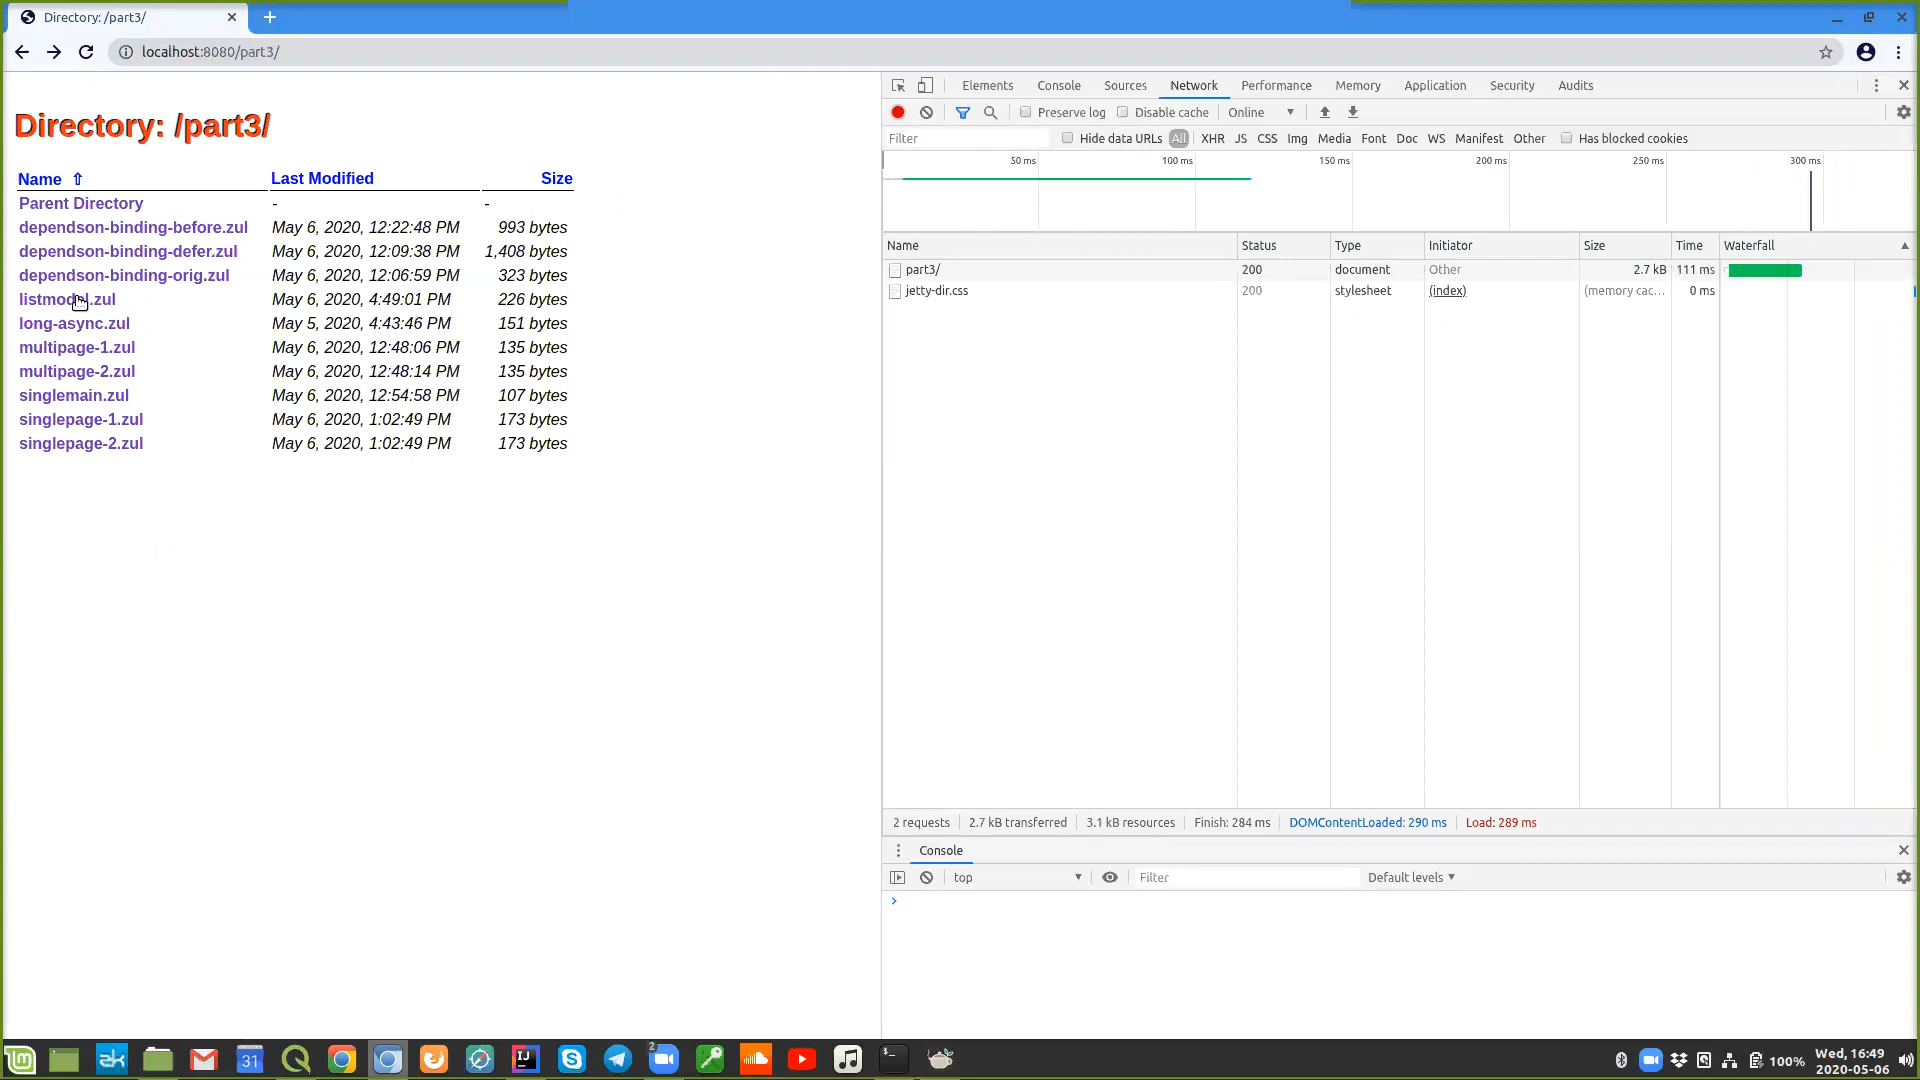 Directory: /part3/
localhost:8080/part3/
Elements Console Sources Network Performance Memory Application Security Audits
Preserve log Disable cache Online
Filter Hide data URLs All XHR JS CSS Img Media Font Doc WS Manifest Other Has blocked cookies
50 ms 100 ms 150 ms 200 ms 250 ms 300 ms
Directory: /part3/
Name ⇧ Last Modified Size
Parent Directory - -
dependson-binding-before.zul May 6, 2020, 12:22:48 PM 993 bytes
dependson-binding-defer.zul May 6, 2020, 12:09:38 PM 1,408 bytes
dependson-binding-orig.zul May 6, 2020, 12:06:59 PM 323 bytes
listmodel.zul May 6, 2020, 4:49:01 PM 226 bytes
long-async.zul May 5, 2020, 4:43:46 PM 151 bytes
multipage-1.zul May 6, 2020, 12:48:06 PM 135 bytes
multipage-2.zul May 6, 2020, 12:48:14 PM 135 bytes
singlemain.zul May 6, 2020, 12:54:58 PM 107 bytes
singlepage-1.zul May 6, 2020, 1:02:49 PM 173 bytes
singlepage-2.zul May 6, 2020, 1:02:49 PM 173 bytes
Name Status Type Initiator Size Time Waterfall
part3/ 200 document Other 2.7 kB 111 ms
jetty-dir.css 200 stylesheet (index) (memory cac... 0 ms
2 requests 2.7 kB transferred 3.1 kB resources Finish: 284 ms DOMContentLoaded: 290 ms Load: 289 ms
Console
top Filter Default levels
zk 31 IJ 2 100% Wed, 16:49
2020-05-06